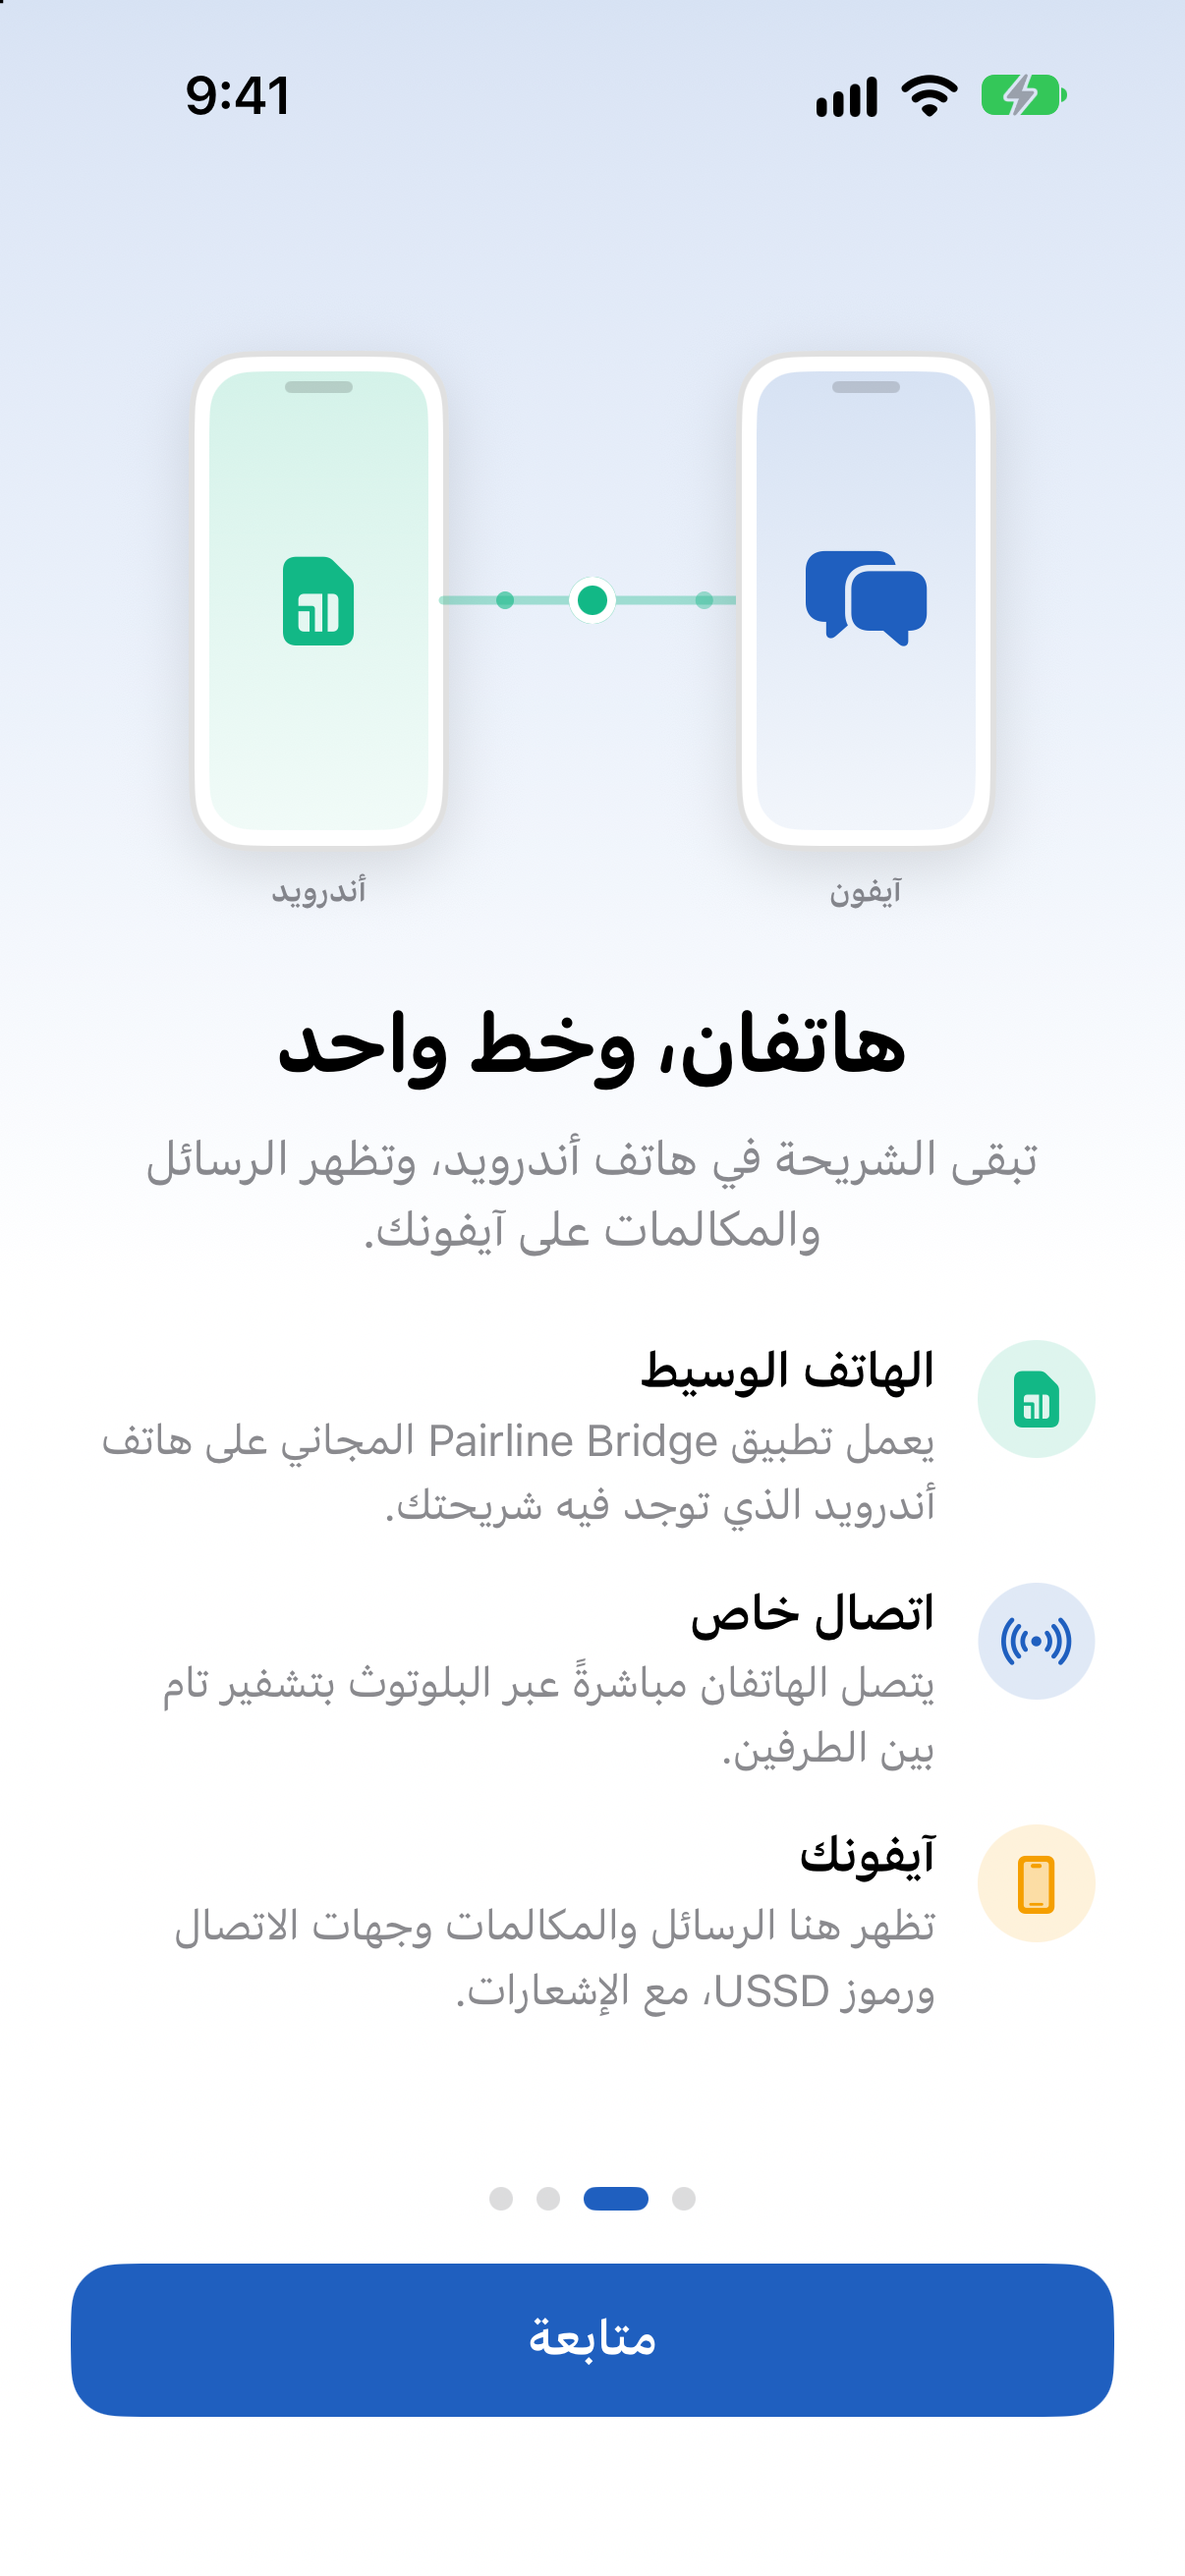 9:41
آيفون
أندرويد
هاتفان، وخط واحد
تبقى الشريحة في هاتف أندرويد، وتظهر الرسائل
والمكالمات على آيفونك.
الهاتف الوسيط
يعمل تطبيق Pairline Bridge المجاني على هاتف
أندرويد الذي توجد فيه شريحتك.
اتصال خاص
يتصل الهاتفان مباشرةً عبر البلوتوث بتشفير تام
بين الطرفين.
آيفونك
تظهر هنا الرسائل والمكالمات وجهات الاتصال
ورموز USSD، مع الإشعارات.
متابعة